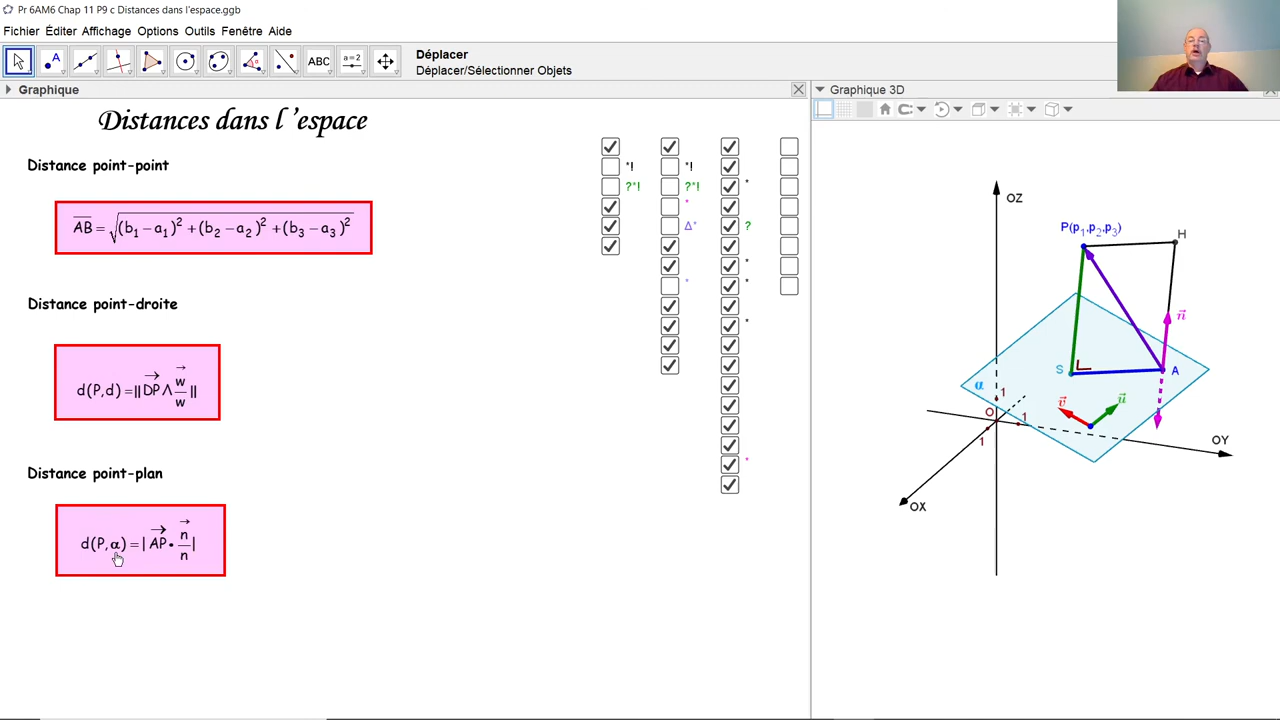 Pr 6AM6 Chap 11 P9 c Distances dans l'espace.ggb
Fichier Éditer Affichage Options Outils Fenêtre Aide
A
α
ABC
a=2
Déplacer
Déplacer/Sélectionner Objets
Graphique
Graphique 3D
Distances dans l 'espace
Distance point-point
AB = √(b₁ − a₁)² + (b₂ − a₂)² + (b₃ − a₃)²
*!
?*!
*!
?*!
*
Δ*
*
*
?
*
*
*
*
Distance point-droite
d(P,d) = || DP ∧ w/w ||
Distance point-plan
d(P,α) = | AP • n/n |
OZ
P(p₁,p₂,p₃)
H
n
S
A
α
1
v
u
O
1
1
OY
OX